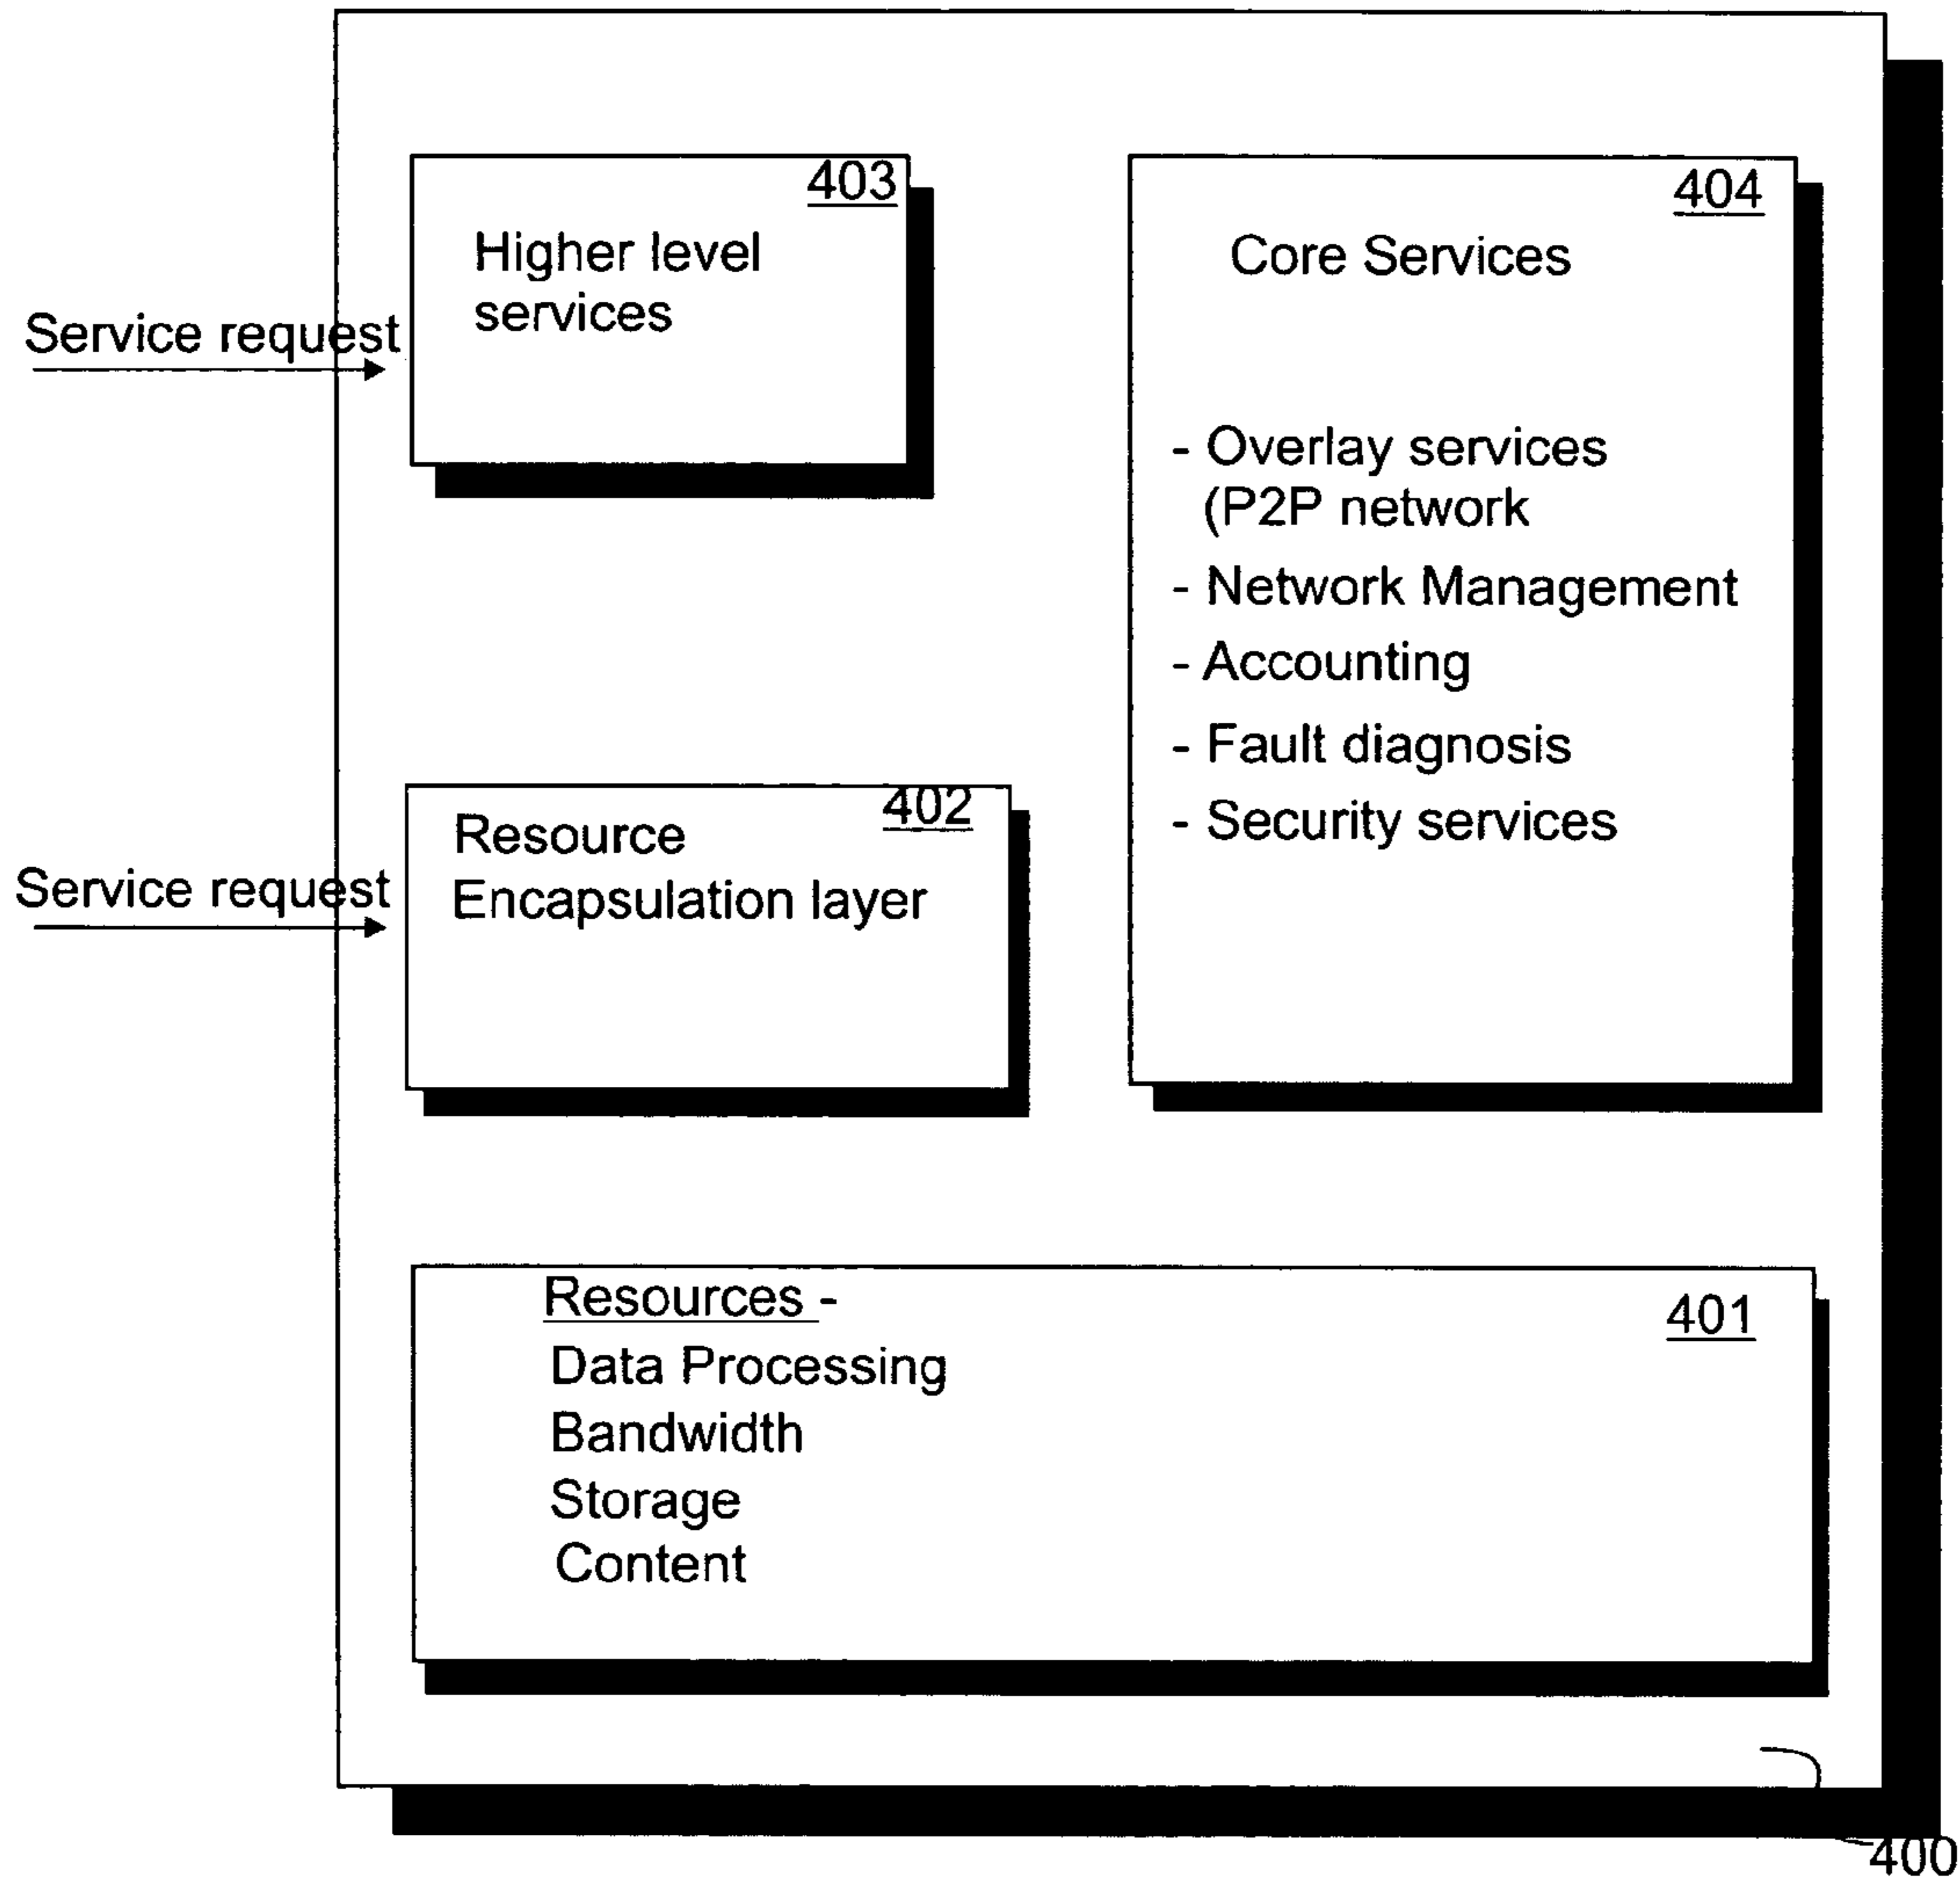 403
Higher level
services
Service request
404
Core Services
- Overlay services
(P2P network
- Network Management
- Accounting
- Fault diagnosis
- Security services
402
Resource
Encapsulation layer
Service request
Resources -
401
Data Processing
Bandwidth
Storage
Content
400